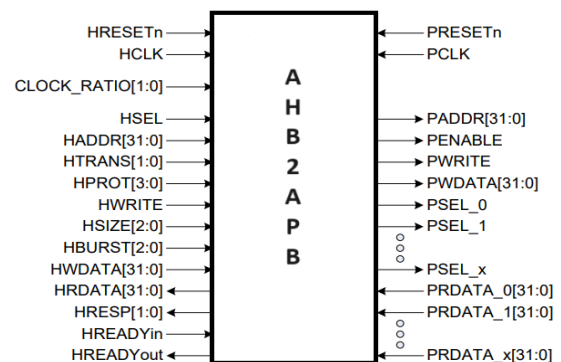 HRESETn
HCLK
CLOCK_RATIO[1:0]
HSEL
HADDR[31:0]
HTRANS[1:0]
HPROT[3:0]
HWRITE
HSIZE[2:0]
HBURST[2:0]
HWDATA[31:0]
HRDATA[31:0]
HRESP[1:0]
HREADYin
HREADYout
A
H
B
2
A
P
B
PRESETn
PCLK
PADDR[31:0]
PENABLE
PWRITE
PWDATA[31:0]
PSEL_0
PSEL_1
PSEL_x
PRDATA_0[31:0]
PRDATA_1[31:0]
PRDATA_x[31:0]